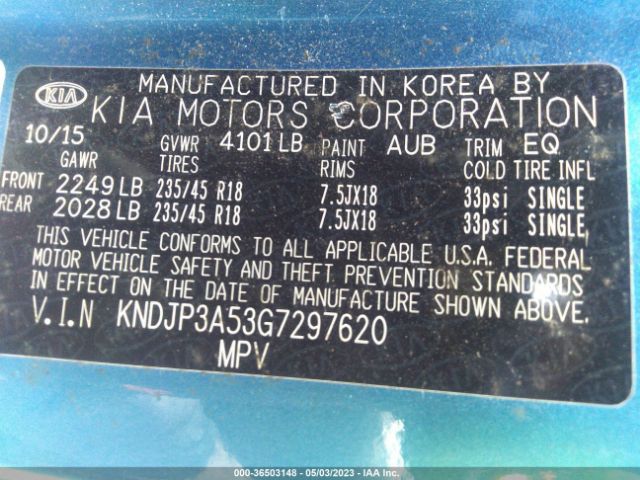 KIA MANUFACTURED IN KOREA BY
KIA MOTORS CORPORATION
10/15 GVWR 4101 LB PAINT AUB TRIM EQ
GAWR TIRES RIMS COLD TIRE INFL
FRONT 2249 LB 235/45 R18 7.5JX18 33psi SINGLE
REAR 2028 LB 235/45 R18 7.5JX18 33psi SINGLE
THIS VEHICLE CONFORMS TO ALL APPLICABLE U.S.A. FEDERAL
MOTOR VEHICLE SAFETY AND THEFT PREVENTION STANDARDS
IN EFFECT ON THE DATE OF MANUFACTURE SHOWN ABOVE.
V.I.N KNDJP3A53G7297620
MPV
000-36503148 - 05/03/2023 - IAA Inc.